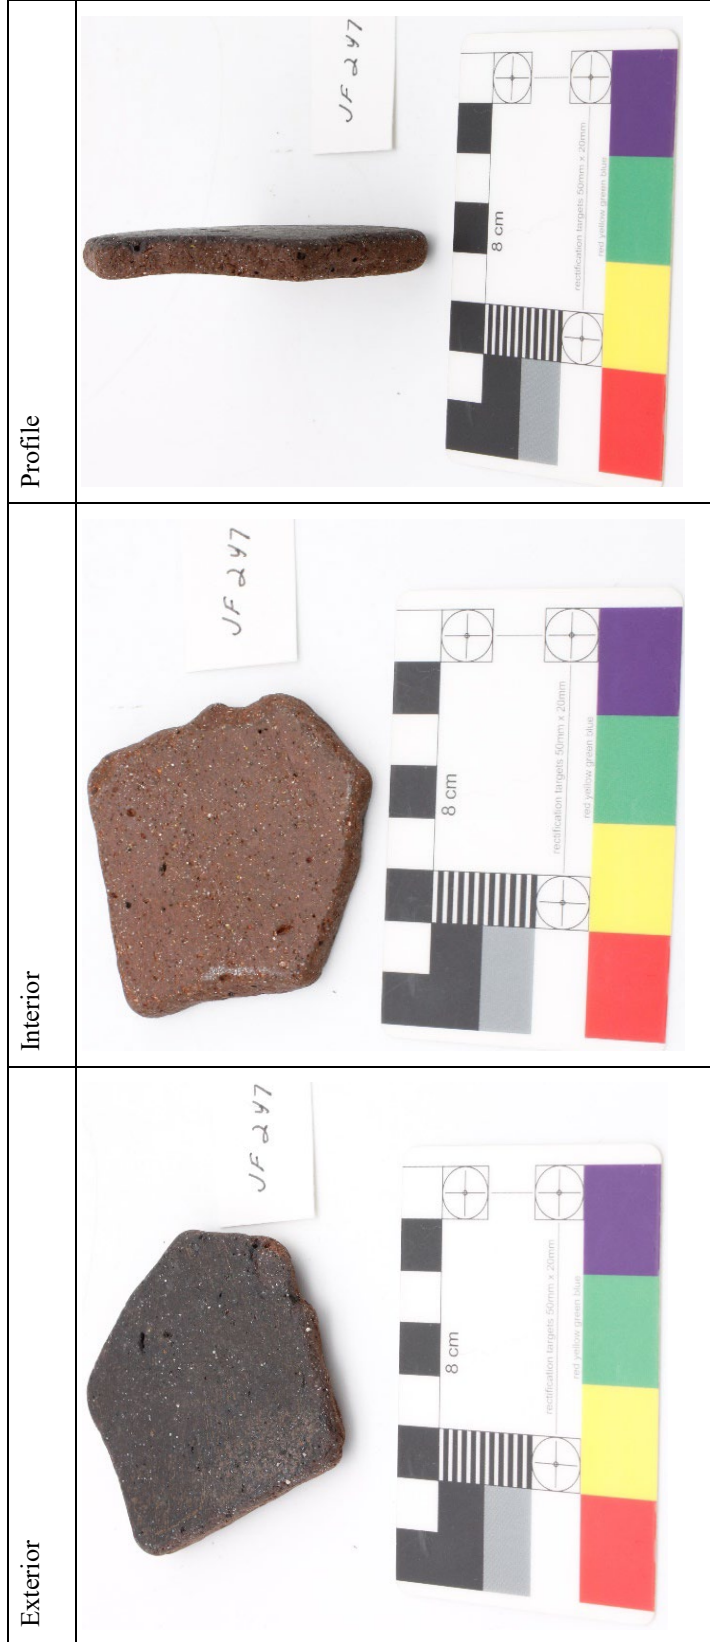 Exterior
JF 247
8 cm
rectification targets 50mm x 20mm
red yellow green blue
Interior
JF 247
8 cm
rectification targets 50mm x 20mm
red yellow green blue
Profile
JF 247
8 cm
rectification targets 50mm x 20mm
red yellow green blue